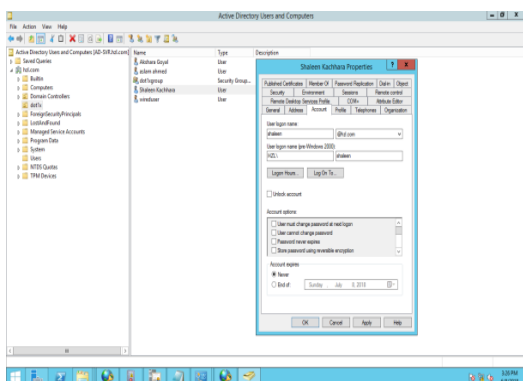 Active Directory Users and Computers
File Action View Help
Active Directory Users and Computers [AD-SVR.hzl.com]
Saved Queries
hzl.com
Builtin
Computers
Domain Controllers
ForeignSecurityPrincipals
LostAndFound
Managed Service Accounts
Program Data
System
Users
NTDS Quotas
TPM Devices
Name Type Description
Akshara Goyal User
aslam ahmed User
Security Group...
Shaleen Kachhara User
User
Shaleen Kachhara Properties
Published Certificates Member Of Password Replication Dial-in Object
Security Environment Sessions Remote control
Remote Desktop Services Profile COM+ Attribute Editor
General Address Account Profile Telephones Organization
User logon name:
shaleen @hzl.com
User logon name (pre-Windows 2000):
HZL\ shaleen
Logon Hours... Log On To...
Unlock account
Account options:
User must change password at next logon
User cannot change password
Password never expires
Store password using reversible encryption
Account expires
Never
End of: Sunday , July 8, 2018
OK Cancel Apply Help
3:26 PM